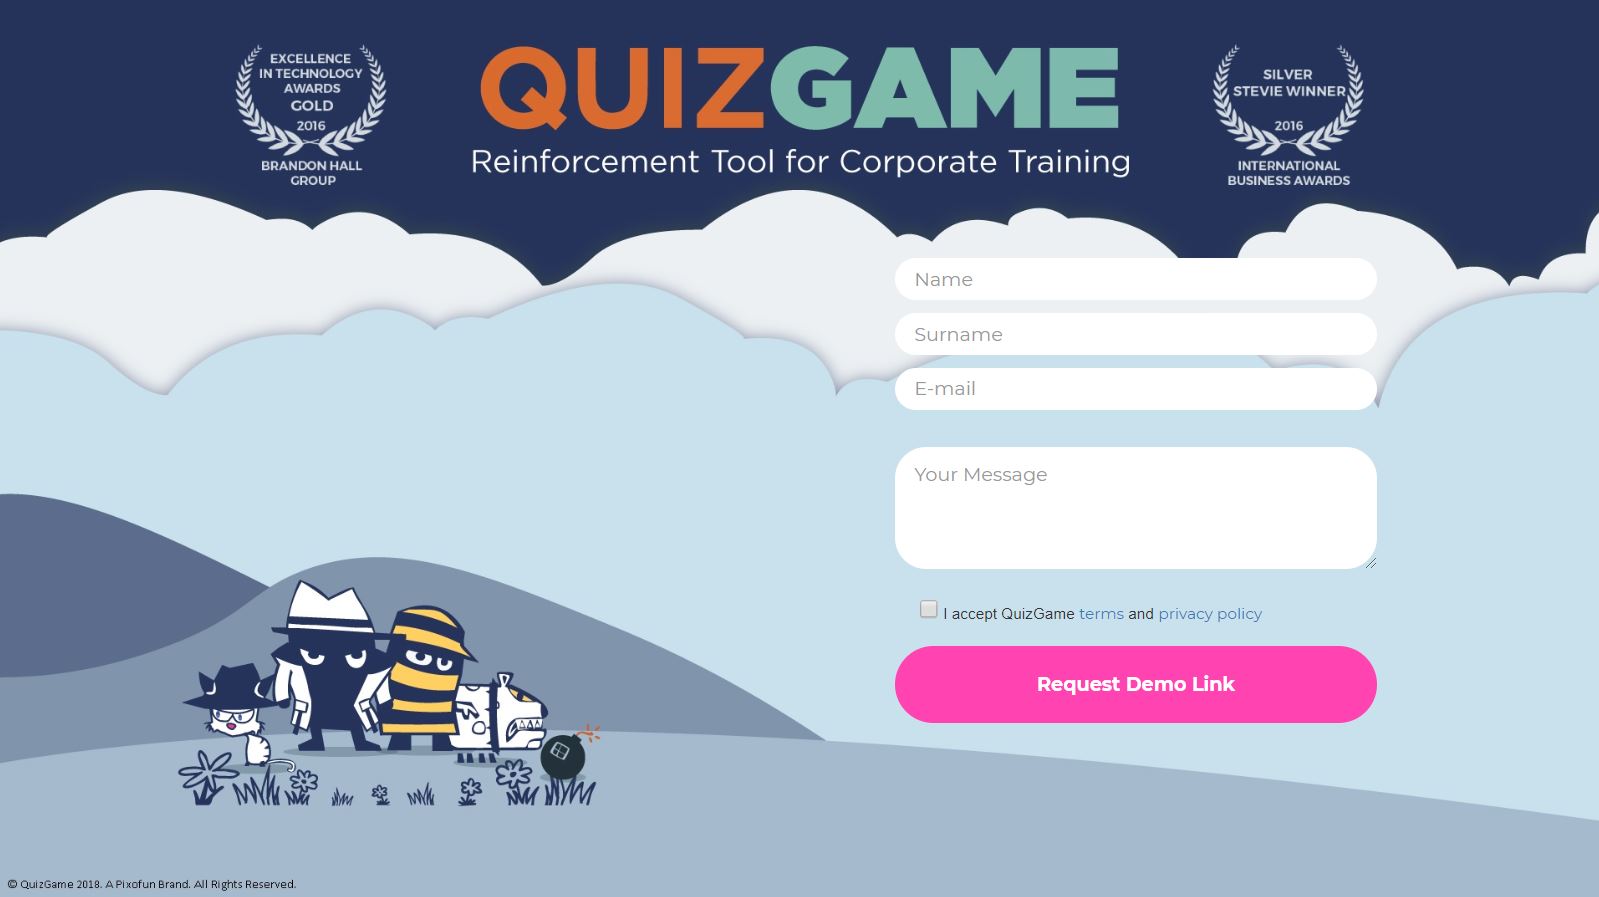 EXCELLENCE
IN TECHNOLOGY
AWARDS
GOLD
2016
BRANDON HALL
GROUP
QUIZGAME
Reinforcement Tool for Corporate Training
SILVER
STEVIE WINNER
2016
INTERNATIONAL
BUSINESS AWARDS
Name
Surname
E-mail
Your Message
I accept QuizGame terms and privacy policy
Request Demo Link
© QuizGame 2018. A Pixofun Brand. All Rights Reserved.